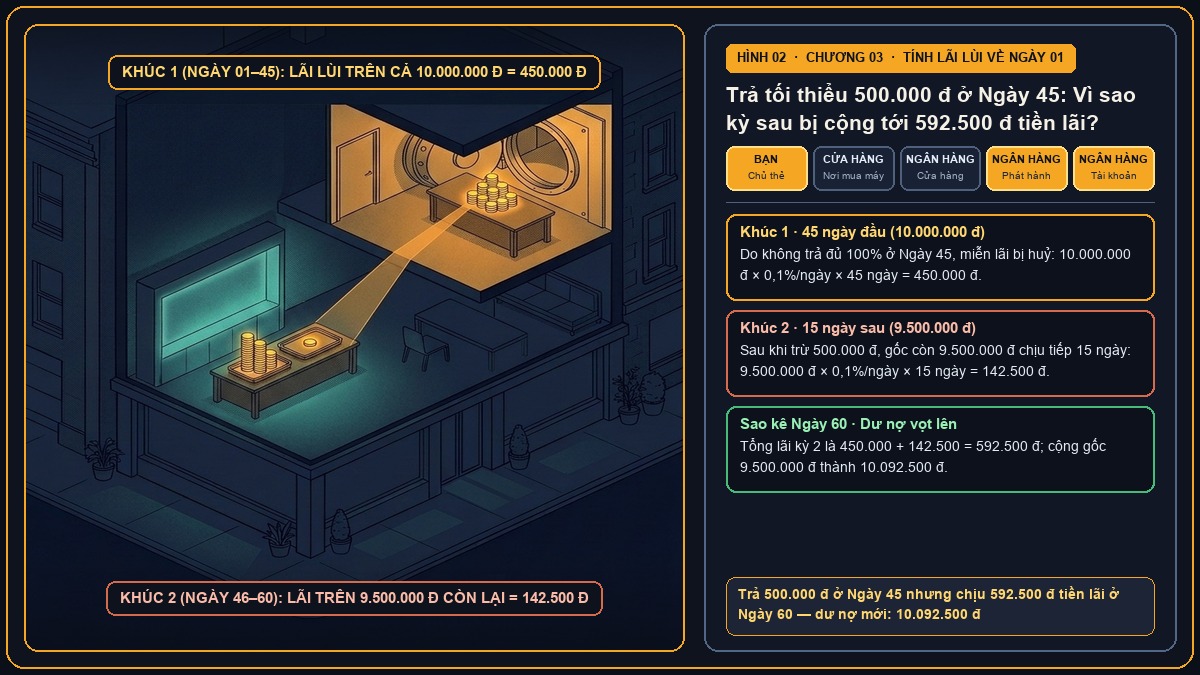 KHÚC 1 (NGÀY 01–45): LÃI LÙI TRÊN CẢ 10.000.000 Đ = 450.000 Đ
KHÚC 2 (NGÀY 46–60): LÃI TRÊN 9.500.000 Đ CÒN LẠI = 142.500 Đ
HÌNH 02 · CHƯƠNG 03 · TÍNH LÃI LÙI VỀ NGÀY 01
Trả tối thiểu 500.000 đ ở Ngày 45: Vì sao
kỳ sau bị cộng tới 592.500 đ tiền lãi?
BẠN
Chủ thẻ
CỬA HÀNG
Nơi mua máy
NGÂN HÀNG
Cửa hàng
NGÂN HÀNG
Phát hành
NGÂN HÀNG
Tài khoản
Khúc 1 · 45 ngày đầu (10.000.000 đ)
Do không trả đủ 100% ở Ngày 45, miễn lãi bị huỷ: 10.000.000
đ × 0,1%/ngày × 45 ngày = 450.000 đ.
Khúc 2 · 15 ngày sau (9.500.000 đ)
Sau khi trừ 500.000 đ, gốc còn 9.500.000 đ chịu tiếp 15 ngày:
9.500.000 đ × 0,1%/ngày × 15 ngày = 142.500 đ.
Sao kê Ngày 60 · Dư nợ vọt lên
Tổng lãi kỳ 2 là 450.000 + 142.500 = 592.500 đ; cộng gốc
9.500.000 đ thành 10.092.500 đ.
Trả 500.000 đ ở Ngày 45 nhưng chịu 592.500 đ tiền lãi ở
Ngày 60 — dư nợ mới: 10.092.500 đ